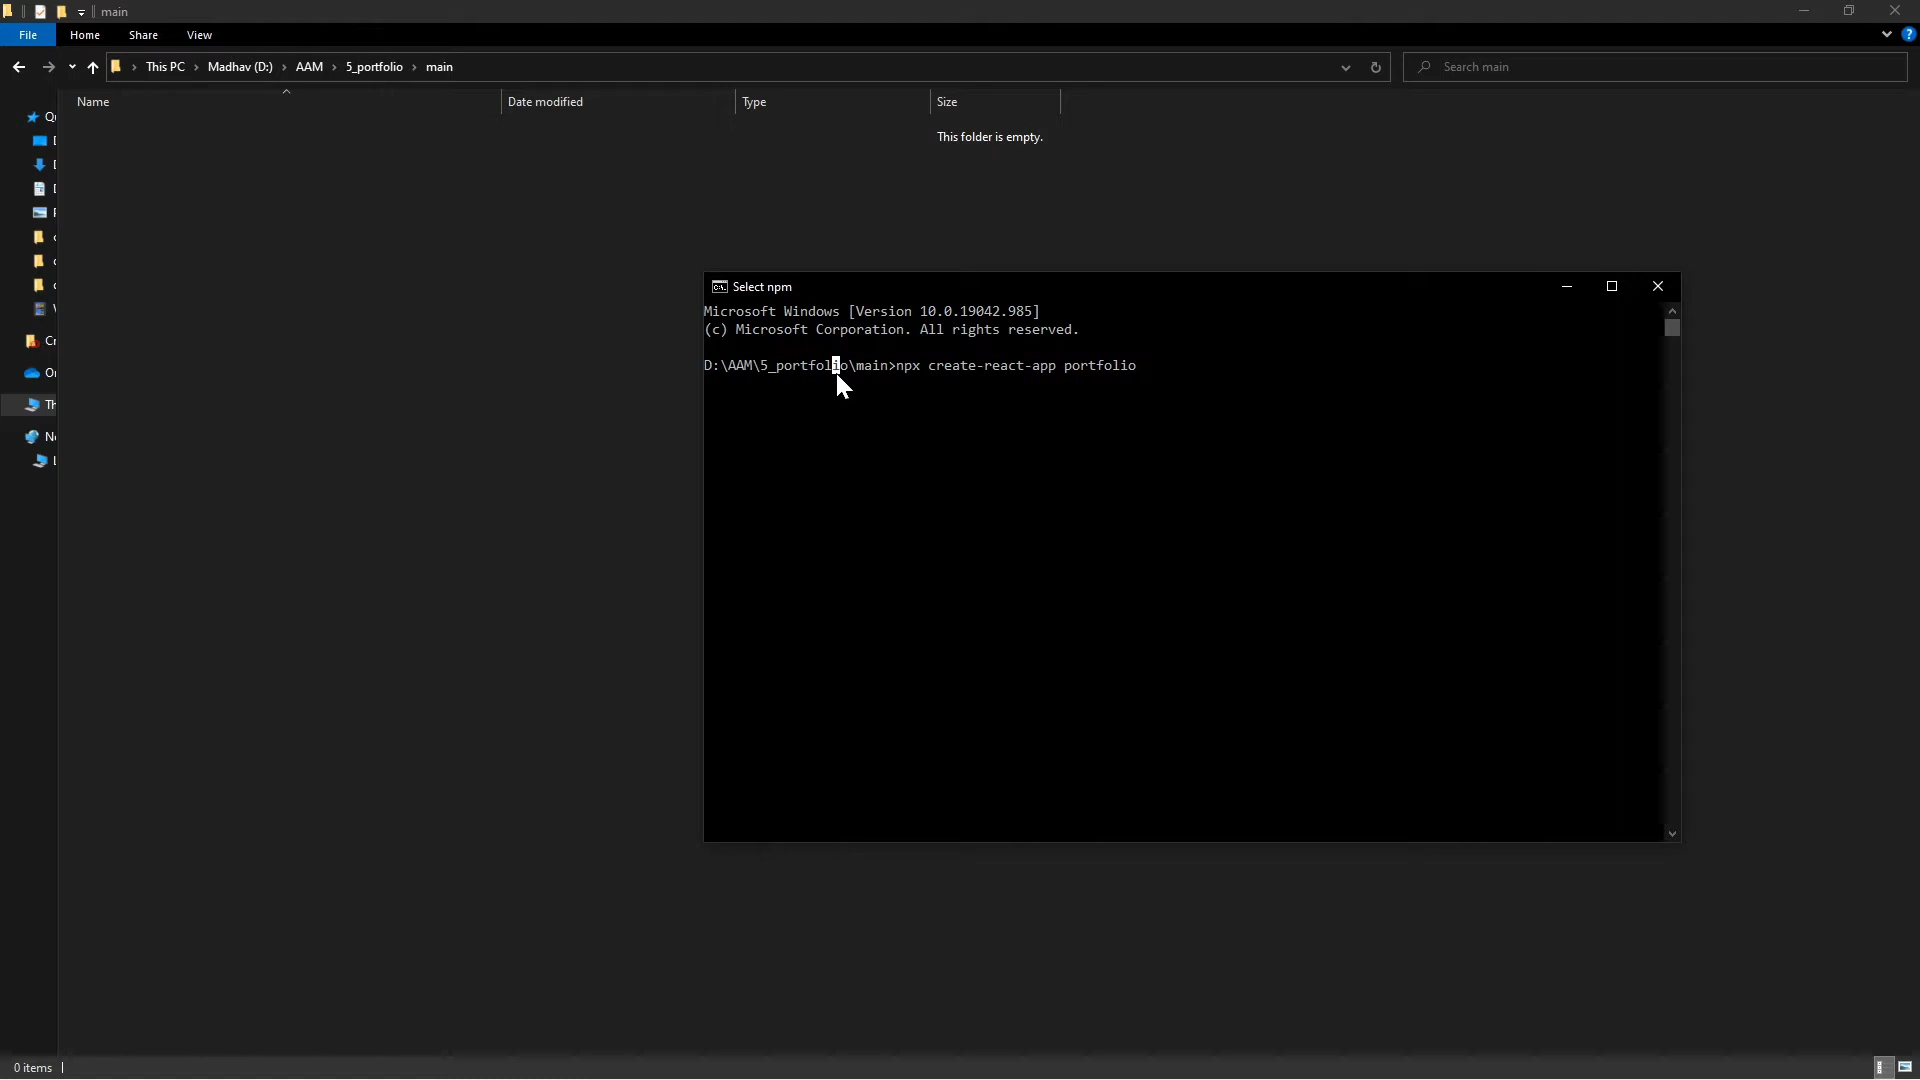 main
File Home Share View
This PC Madhav (D:) AAM 5_portfolio main
Search main
Name Date modified Type Size
This folder is empty.
Select npm
Microsoft Windows [Version 10.0.19042.985]
(c) Microsoft Corporation. All rights reserved.
D:\AAM\5_portfolio\main>npx create-react-app portfolio
0 items